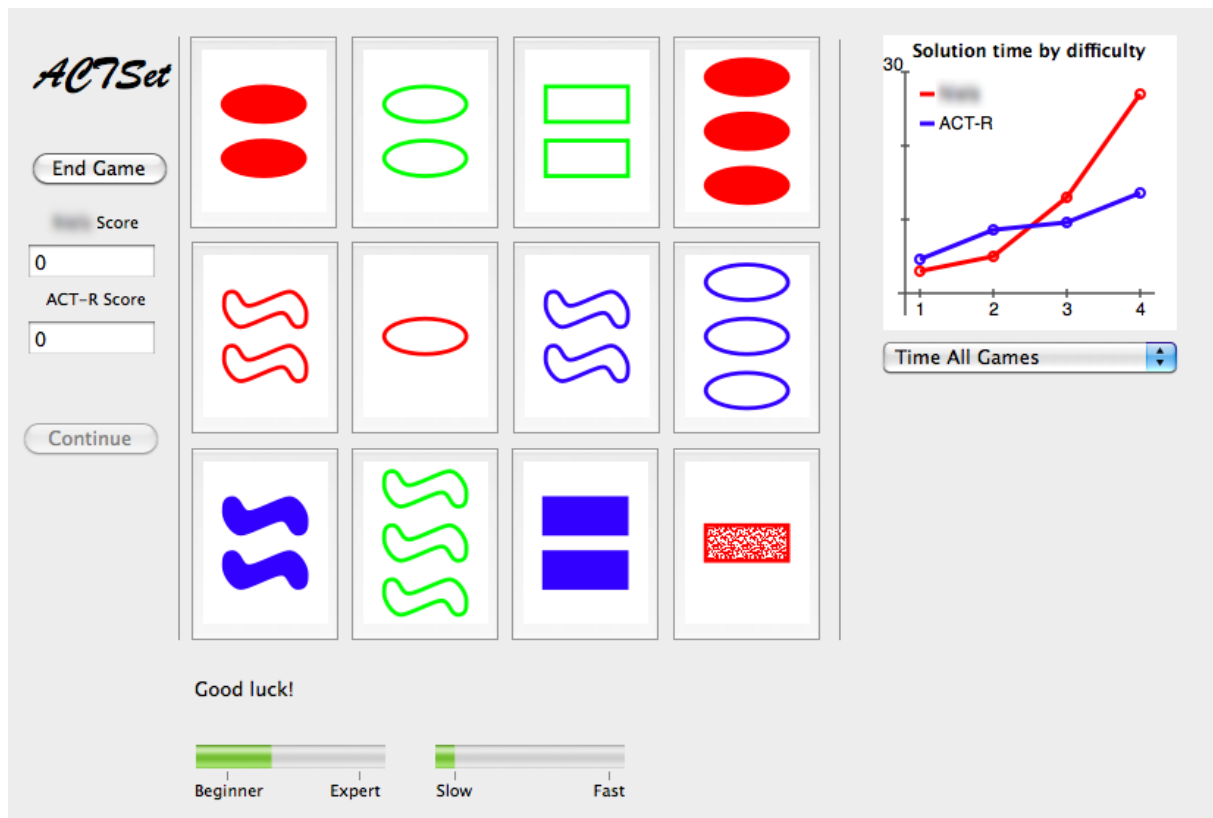 ACTSet
End Game
Score
0
ACT-R Score
0
Continue
Good luck!
Beginner
Expert
Slow
Fast
Solution time by difficulty
30
ACT-R
1
2
3
4
Time All Games